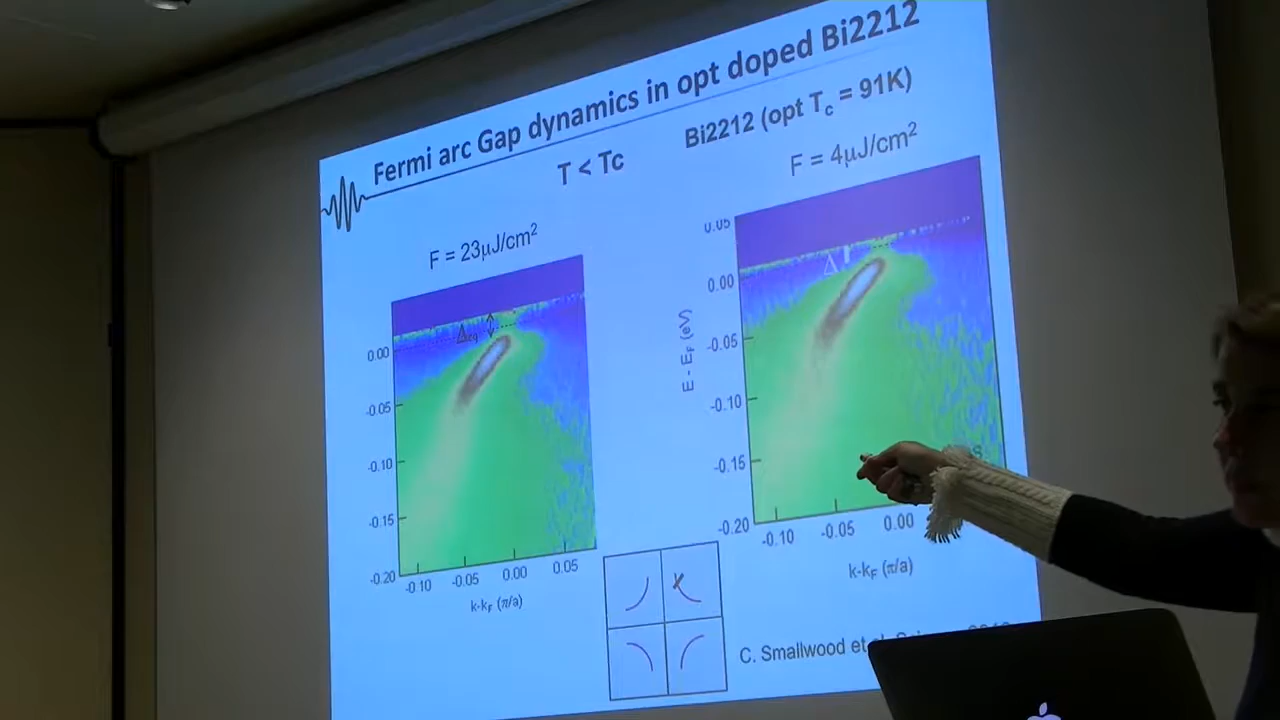 Fermi arc Gap dynamics in opt doped Bi2212
T < Tc
Bi2212 (opt Tc = 91K)
F = 23μJ/cm²
F = 4μJ/cm²
Δeq
0.00
-0.05
-0.10
-0.15
-0.20
-0.10 -0.05 0.00 0.05
k-kF (π/a)
Δ
E - EF (eV)
0.05
0.00
-0.05
-0.10
-0.15
-0.20
-0.10 -0.05 0.00
k-kF (π/a)
C. Smallwood et